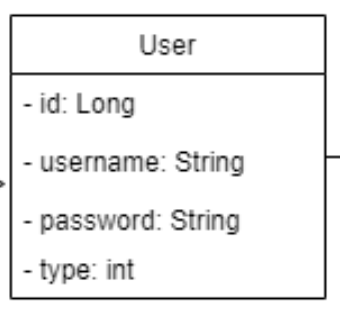 User
- id: Long
- username: String
- password: String
- type: int